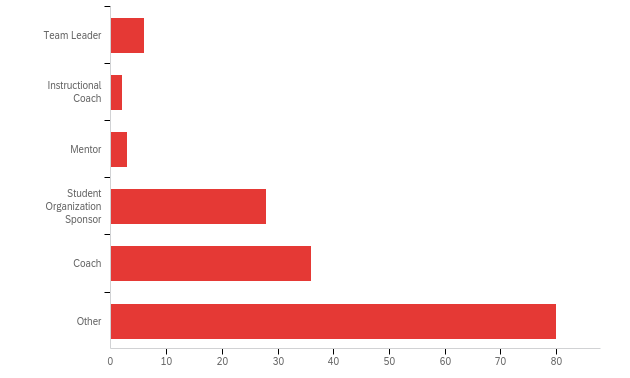 Team Leader
Instructional
Coach
Mentor
Student
Organization
Sponsor
Coach
Other
0 10 20 30 40 50 60 70 80